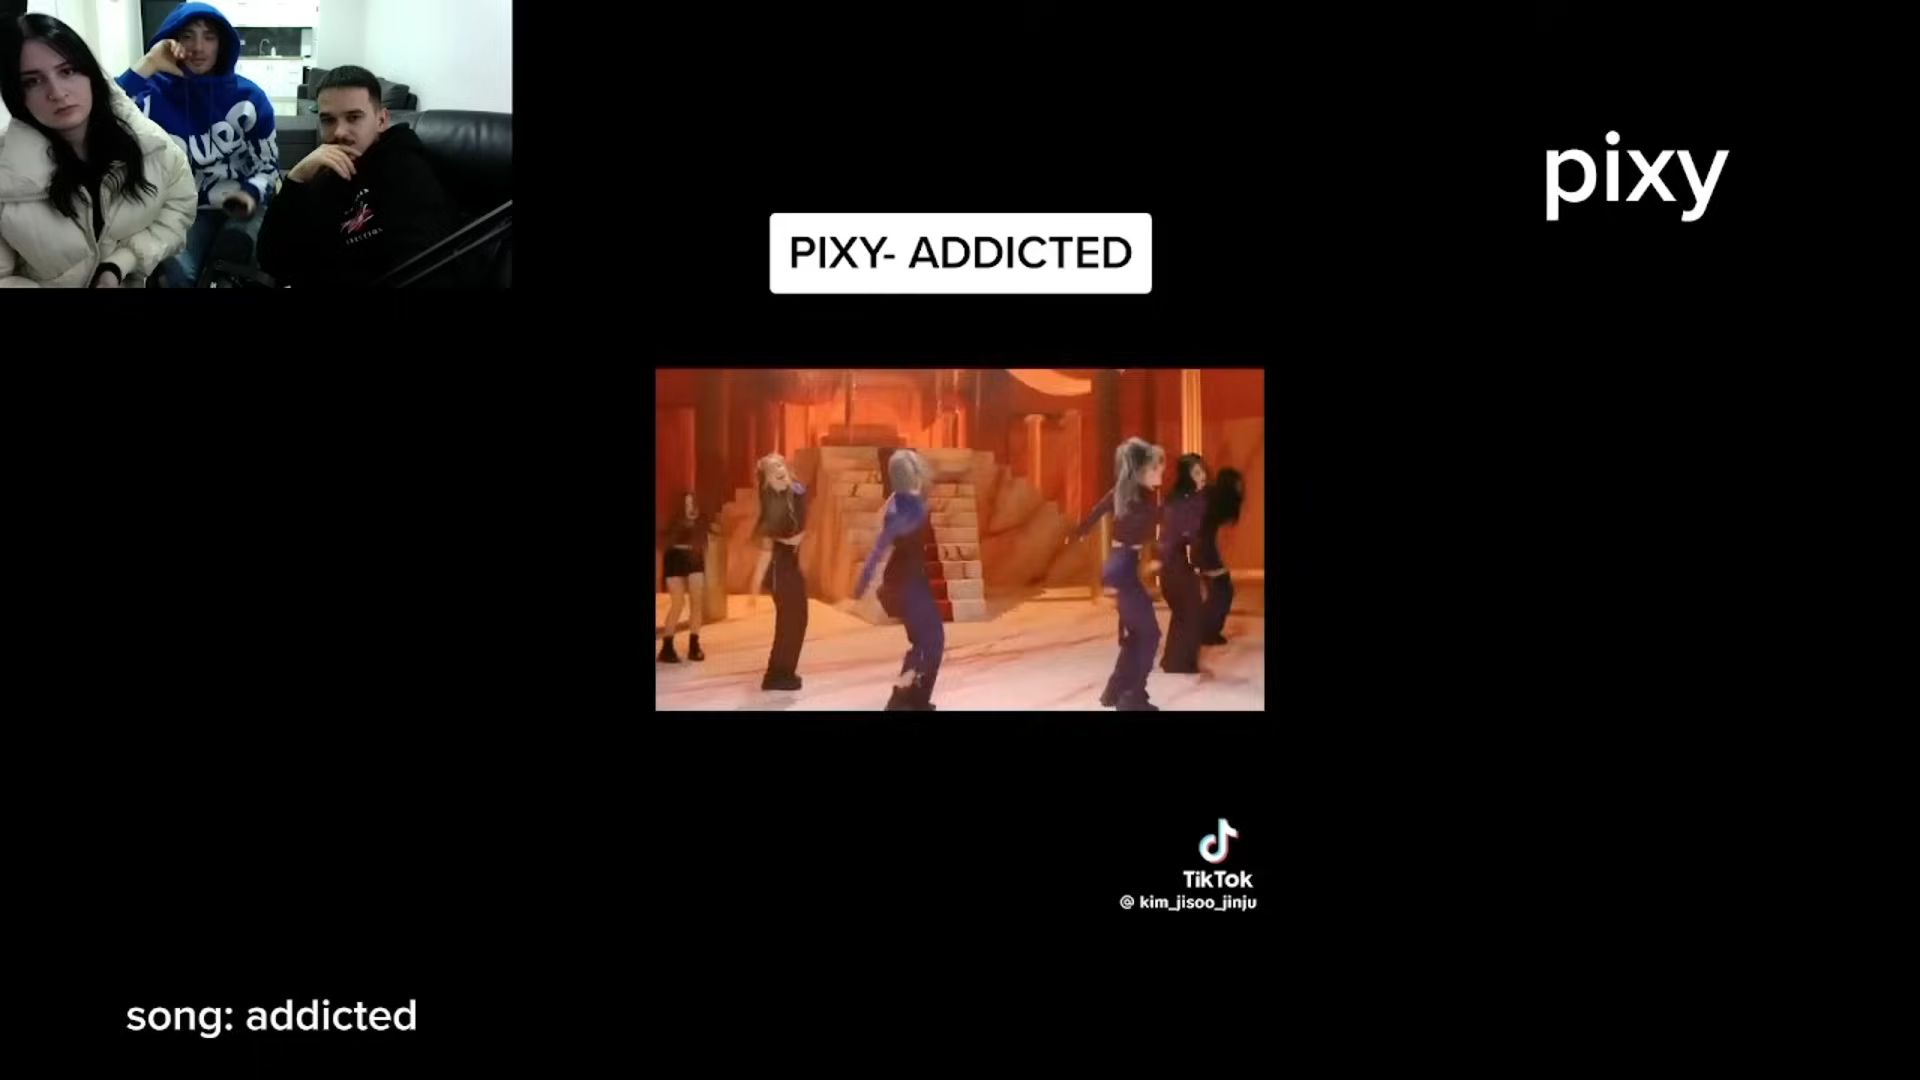 pixy
PIXY- ADDICTED
TikTok
@ kim_jisoo_jinju
song: addicted